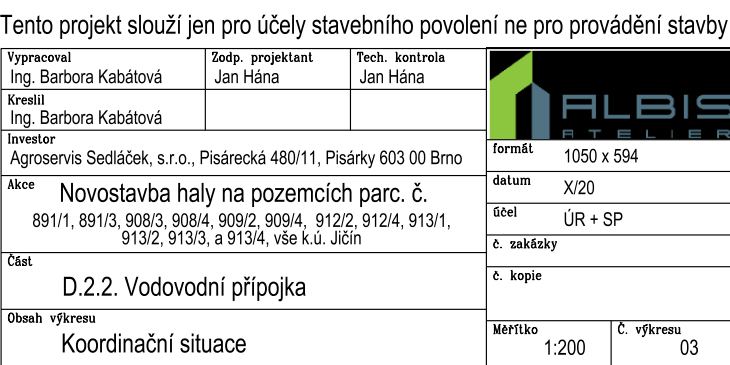 Tento projekt slouží jen pro účely stavebního povolení ne pro provádění stavby
Vypracoval
Ing. Barbora Kabátová
Zodp. projektant
Jan Hána
Tech. kontrola
Jan Hána
Kreslil
Ing. Barbora Kabátová
Investor
Agroservis Sedláček, s.r.o., Pisárecká 480/11, Pisárky 603 00 Brno
Akce
Novostavba haly na pozemcích parc. č.
891/1, 891/3, 908/3, 908/4, 909/2, 909/4, 912/2, 912/4, 913/1,
913/2, 913/3, a 913/4, vše k.ú. Jičín
Část
D.2.2. Vodovodní přípojka
Obsah výkresu
Koordinační situace
ALBIS
ATELIER
formát
1050 x 594
datum
X/20
účel
ÚR + SP
č. zakázky
č. kopie
Měřítko
1:200
Č. výkresu
03